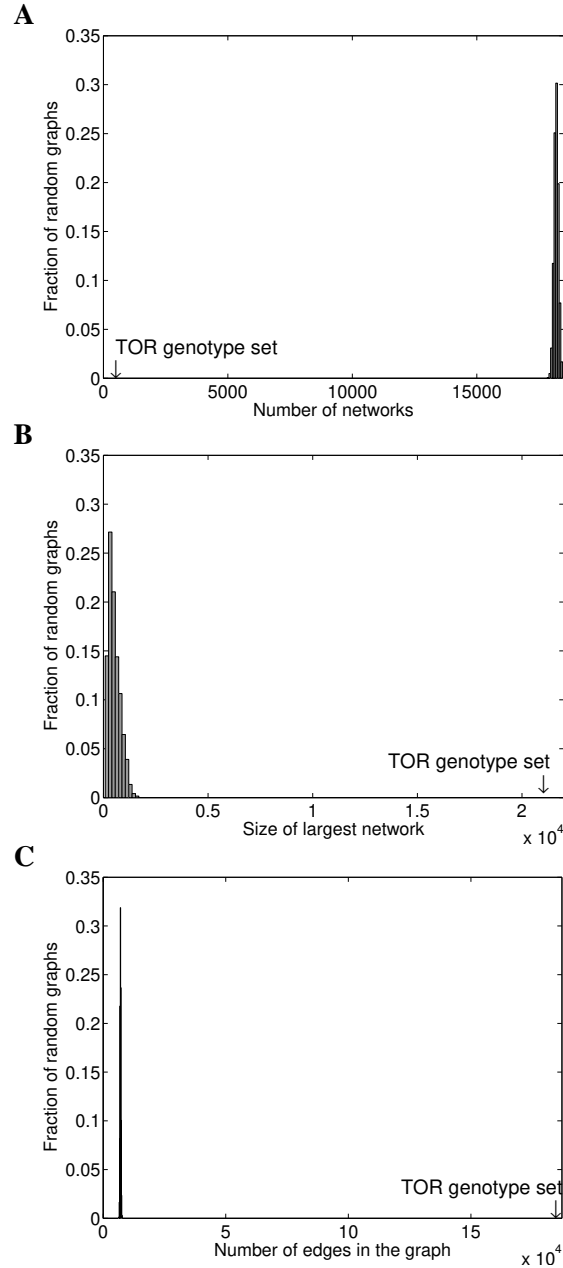 A
0.35
0.3
0.25
0.2
0.15
0.1
0.05
0
Fraction of random graphs
TOR genotype set
0 5000 10000 15000
Number of networks
B
0.35
0.3
0.25
0.2
0.15
0.1
0.05
0
Fraction of random graphs
TOR genotype set
0 0.5 1 1.5 2
Size of largest network
x 10^4
C
0.35
0.3
0.25
0.2
0.15
0.1
0.05
0
Fraction of random graphs
TOR genotype set
0 5 10 15
Number of edges in the graph
x 10^4